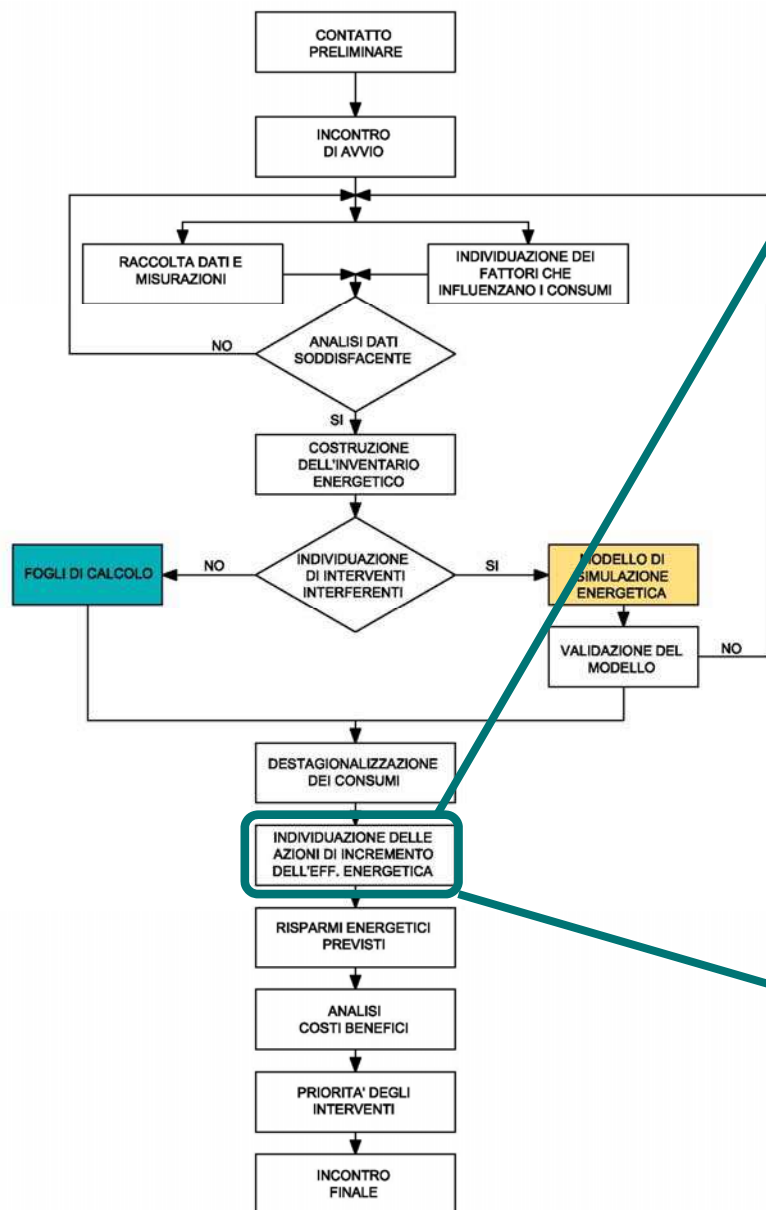 CONTATTO
PRELIMINARE
INCONTRO
DI AVVIO
RACCOLTA DATI E
MISURAZIONI
INDIVIDUAZIONE DEI
FATTORI CHE
INFLUENZANO I CONSUMI
ANALISI DATI
SODDISFACENTE
NO
SI
COSTRUZIONE
DELL'INVENTARIO
ENERGETICO
FOGLI DI CALCOLO
NO
INDIVIDUAZIONE
DI INTERVENTI
INTERFERENTI
SI
MODELLO DI
SIMULAZIONE
ENERGETICA
VALIDAZIONE DEL
MODELLO
NO
DESTAGIONALIZZAZIONE
DEI CONSUMI
INDIVIDUAZIONE DELLE
AZIONI DI INCREMENTO
DELL'EFF. ENERGETICA
RISPARMI ENERGETICI
PREVISTI
ANALISI
COSTI BENEFICI
PRIORITA' DEGLI
INTERVENTI
INCONTRO
FINALE